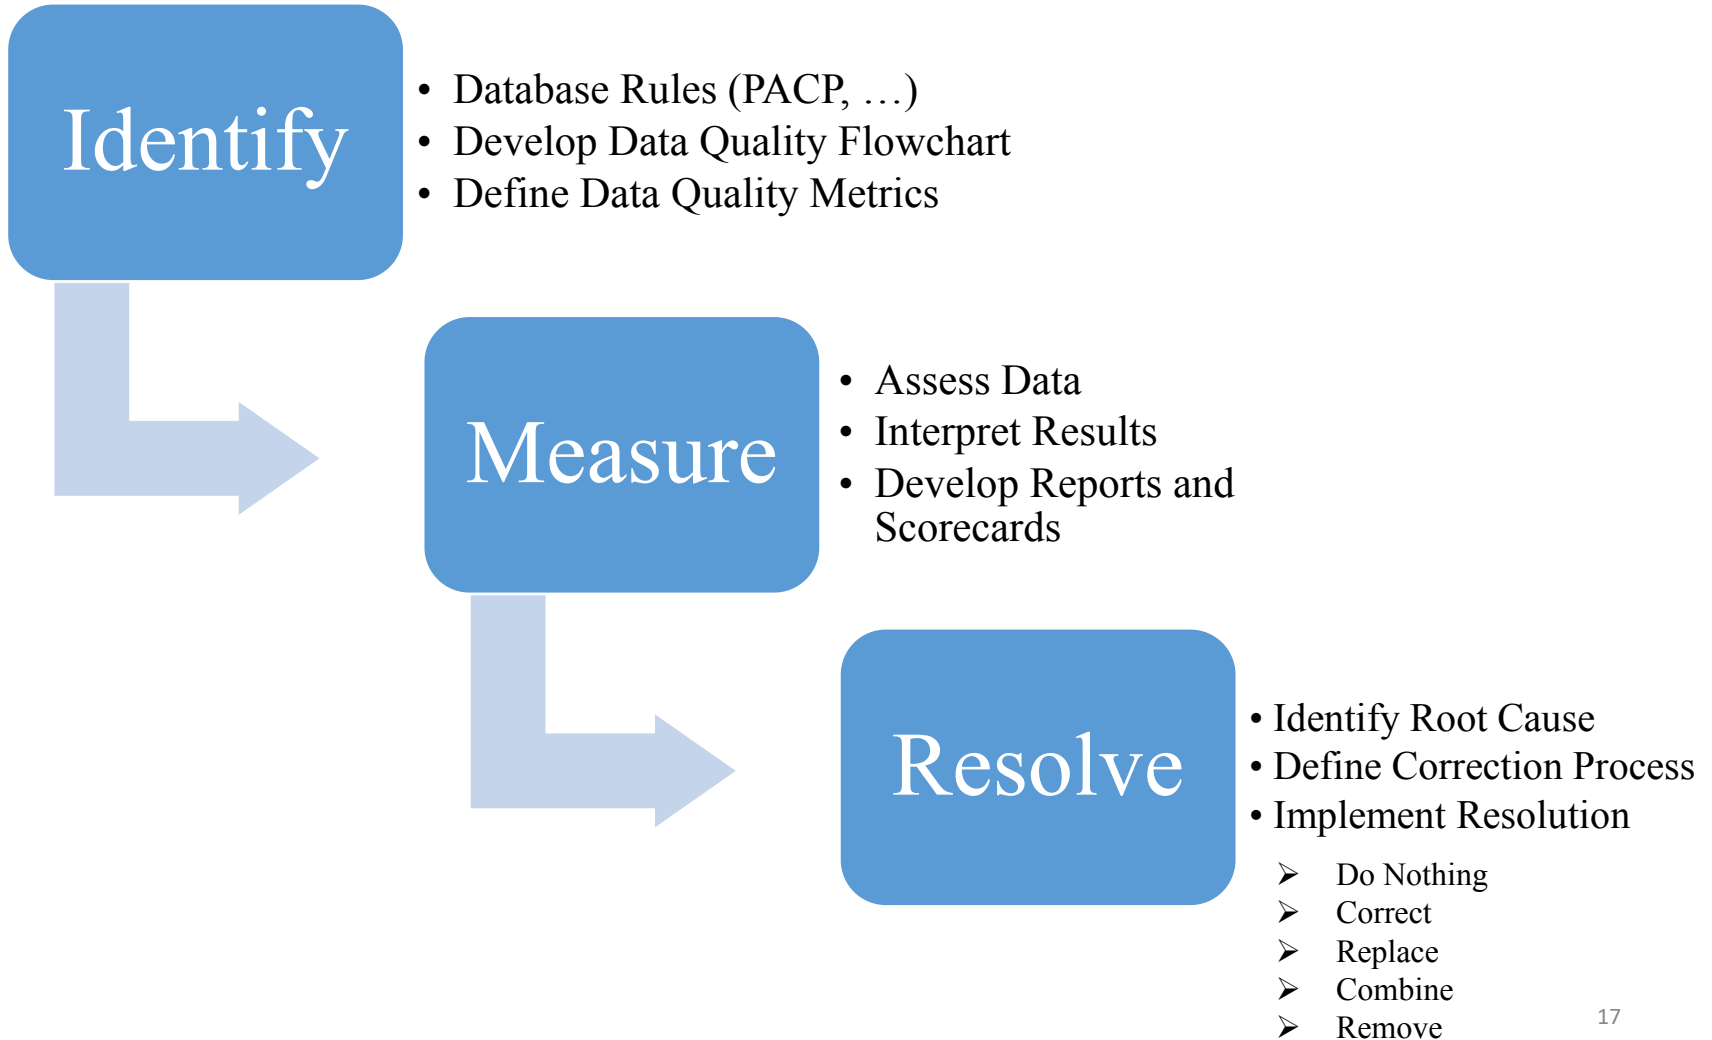 Identify
• Database Rules (PACP, …)
• Develop Data Quality Flowchart
• Define Data Quality Metrics
Measure
• Assess Data
• Interpret Results
• Develop Reports and
Scorecards
Resolve
• Identify Root Cause
• Define Correction Process
• Implement Resolution
➢ Do Nothing
➢ Correct
➢ Replace
➢ Combine
➢ Remove
17